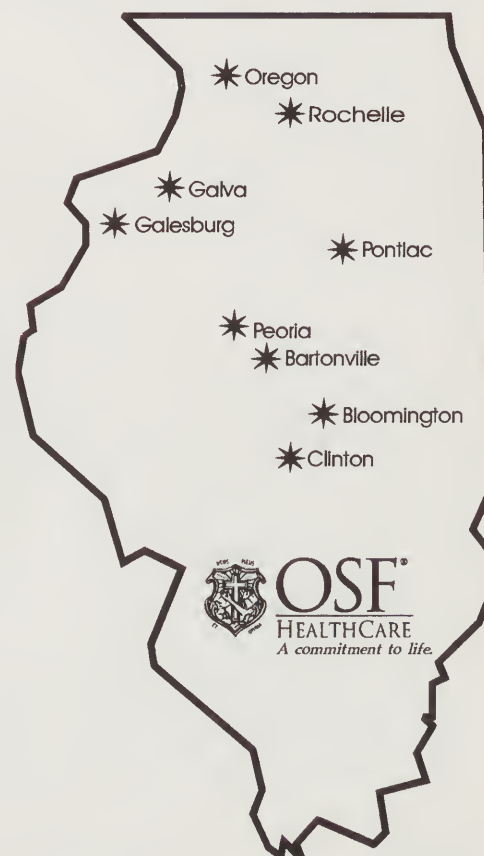 Oregon
Rochelle
Galva
Galesburg
Pontiac
Peoria
Bartonville
Bloomington
Clinton
OSF®
HEALTHCARE
A commitment to life.